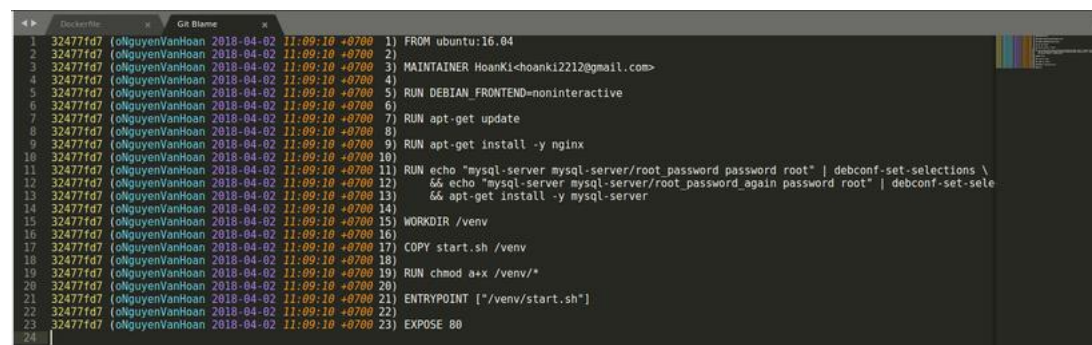 Dockerfile × Git Blame ×
1 32477fd7 (oNguyenVanHoan 2018-04-02 11:09:10 +0700 1) FROM ubuntu:16.04
2 32477fd7 (oNguyenVanHoan 2018-04-02 11:09:10 +0700 2)
3 32477fd7 (oNguyenVanHoan 2018-04-02 11:09:10 +0700 3) MAINTAINER HoanKi<hoanki2212@gmail.com>
4 32477fd7 (oNguyenVanHoan 2018-04-02 11:09:10 +0700 4)
5 32477fd7 (oNguyenVanHoan 2018-04-02 11:09:10 +0700 5) RUN DEBIAN_FRONTEND=noninteractive
6 32477fd7 (oNguyenVanHoan 2018-04-02 11:09:10 +0700 6)
7 32477fd7 (oNguyenVanHoan 2018-04-02 11:09:10 +0700 7) RUN apt-get update
8 32477fd7 (oNguyenVanHoan 2018-04-02 11:09:10 +0700 8)
9 32477fd7 (oNguyenVanHoan 2018-04-02 11:09:10 +0700 9) RUN apt-get install -y nginx
10 32477fd7 (oNguyenVanHoan 2018-04-02 11:09:10 +0700 10)
11 32477fd7 (oNguyenVanHoan 2018-04-02 11:09:10 +0700 11) RUN echo "mysql-server mysql-server/root_password password root" | debconf-set-selections \
12 32477fd7 (oNguyenVanHoan 2018-04-02 11:09:10 +0700 12) && echo "mysql-server mysql-server/root_password_again password root" | debconf-set-sele
13 32477fd7 (oNguyenVanHoan 2018-04-02 11:09:10 +0700 13) && apt-get install -y mysql-server
14 32477fd7 (oNguyenVanHoan 2018-04-02 11:09:10 +0700 14)
15 32477fd7 (oNguyenVanHoan 2018-04-02 11:09:10 +0700 15) WORKDIR /venv
16 32477fd7 (oNguyenVanHoan 2018-04-02 11:09:10 +0700 16)
17 32477fd7 (oNguyenVanHoan 2018-04-02 11:09:10 +0700 17) COPY start.sh /venv
18 32477fd7 (oNguyenVanHoan 2018-04-02 11:09:10 +0700 18)
19 32477fd7 (oNguyenVanHoan 2018-04-02 11:09:10 +0700 19) RUN chmod a+x /venv/*
20 32477fd7 (oNguyenVanHoan 2018-04-02 11:09:10 +0700 20)
21 32477fd7 (oNguyenVanHoan 2018-04-02 11:09:10 +0700 21) ENTRYPOINT ["/venv/start.sh"]
22 32477fd7 (oNguyenVanHoan 2018-04-02 11:09:10 +0700 22)
23 32477fd7 (oNguyenVanHoan 2018-04-02 11:09:10 +0700 23) EXPOSE 80
24